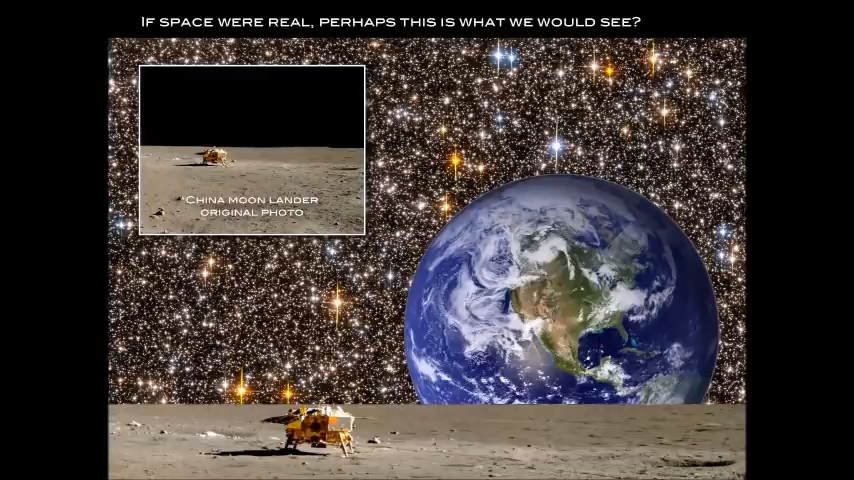 If space were real, perhaps this is what we would see?
*China moon lander
original photo